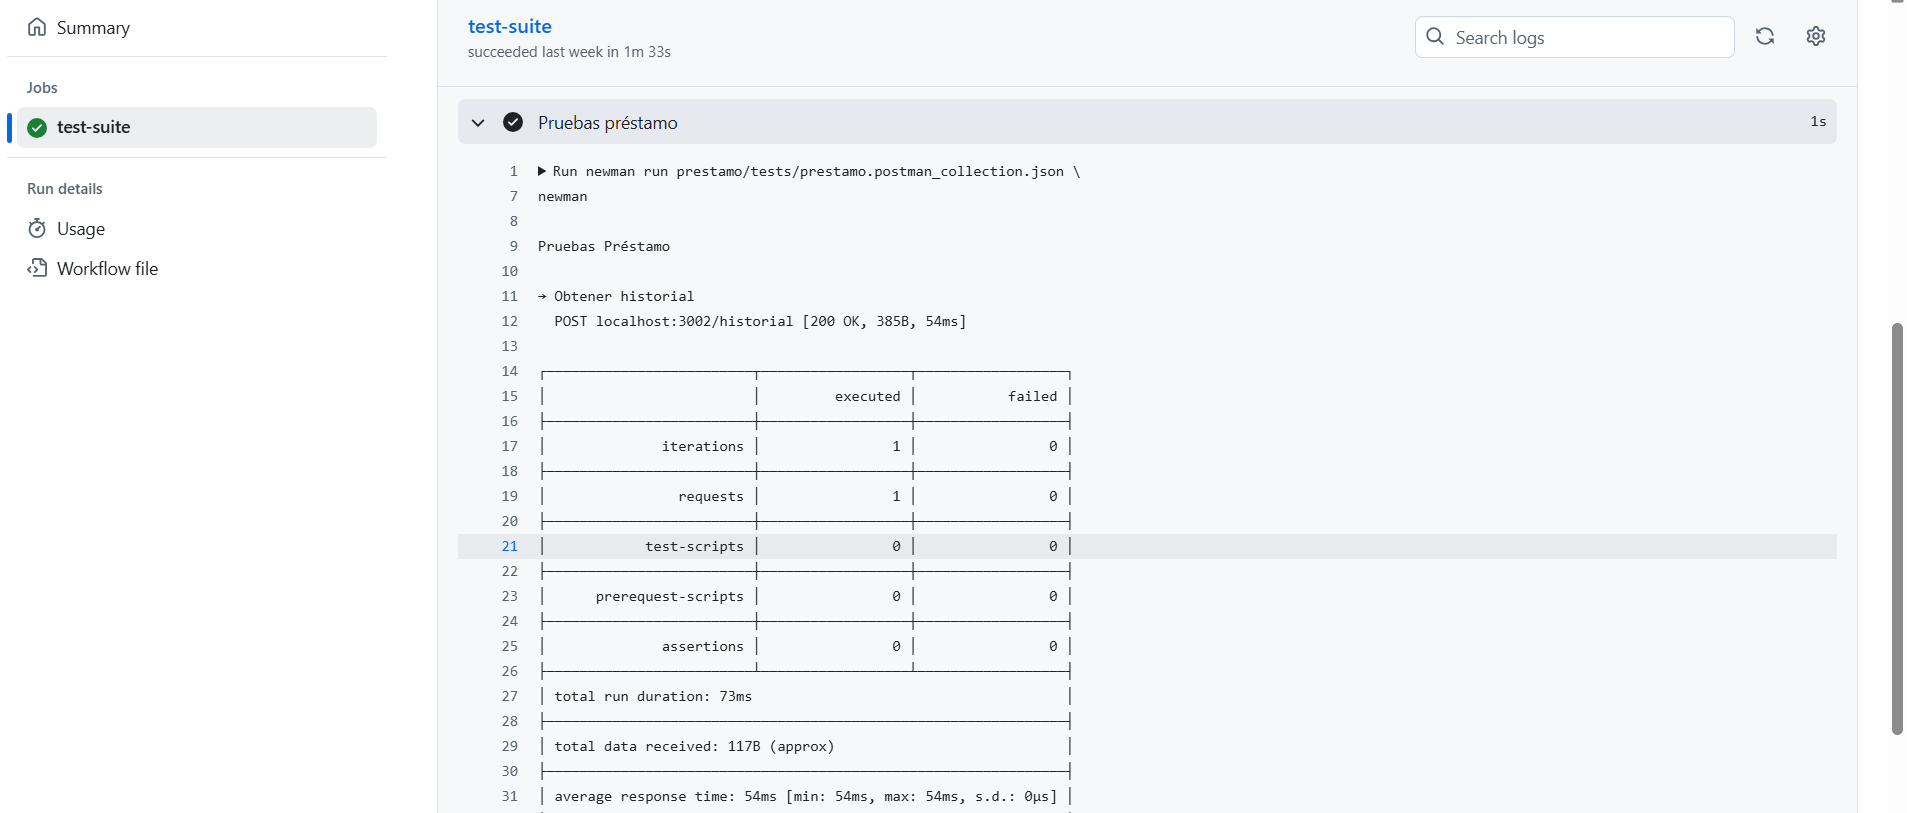 Summary
Jobs
test-suite
Run details
Usage
Workflow file
test-suite
succeeded last week in 1m 33s
Search logs
Pruebas préstamo 1s
1 Run newman run prestamo/tests/prestamo.postman_collection.json \
7 newman
8
9 Pruebas Préstamo
10
11 → Obtener historial
12 POST localhost:3002/historial [200 OK, 385B, 54ms]
13
14
15 executed failed
16
17 iterations 1 0
18
19 requests 1 0
20
21 test-scripts 0 0
22
23 prerequest-scripts 0 0
24
25 assertions 0 0
26
27 total run duration: 73ms
28
29 total data received: 117B (approx)
30
31 average response time: 54ms [min: 54ms, max: 54ms, s.d.: 0µs]